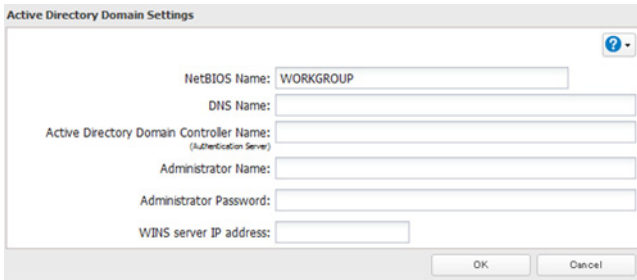 Active Directory Domain Settings
?
NetBIOS Name: WORKGROUP
DNS Name:
Active Directory Domain Controller Name:
(Authentication Server)
Administrator Name:
Administrator Password:
WINS server IP address:
OK Cancel